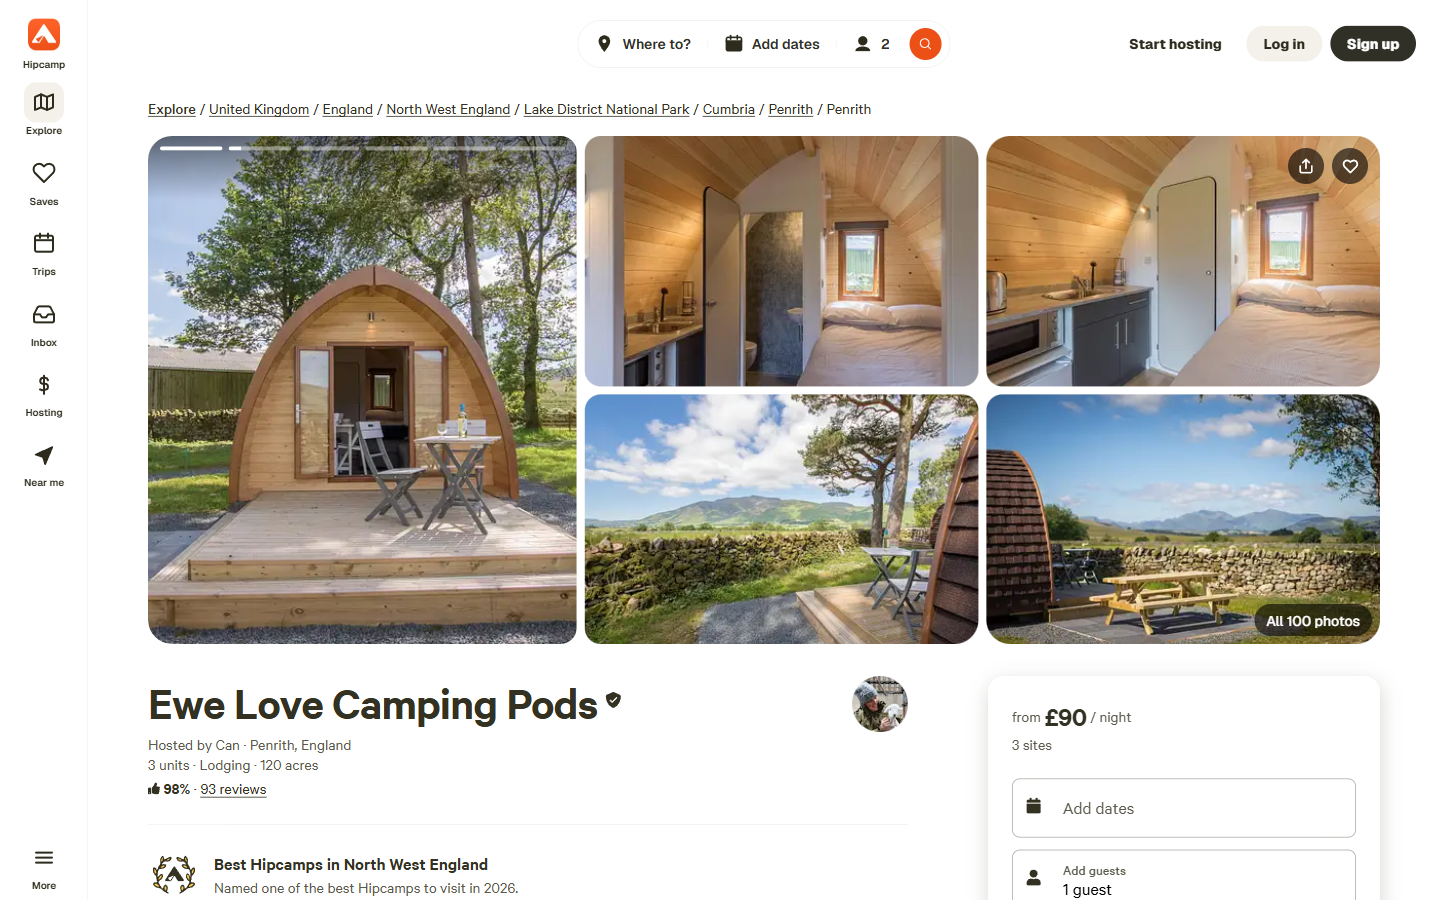 Hipcamp
Explore
Saves
Trips
Inbox
Hosting
Near me
More
Where to?
Add dates
2
Start hosting
Log in
Sign up
Explore / United Kingdom / England / North West England / Lake District National Park / Cumbria / Penrith / Penrith
All 100 photos
Ewe Love Camping Pods
Hosted by Can · Penrith, England
3 units · Lodging · 120 acres
98% · 93 reviews
Best Hipcamps in North West England
Named one of the best Hipcamps to visit in 2026.
from £90 / night
3 sites
Add dates
Add guests
1 guest